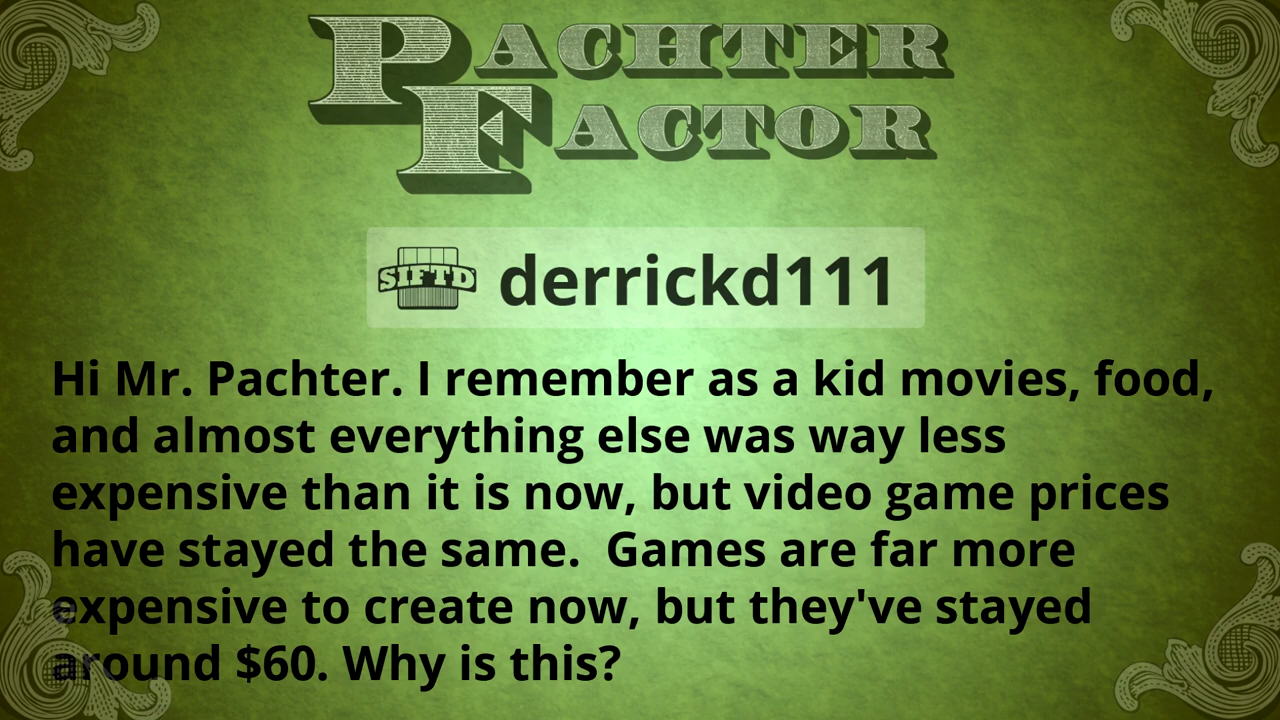 PACHTER
FACTOR
SIFTD derrickd111
Hi Mr. Pachter. I remember as a kid movies, food,
and almost everything else was way less
expensive than it is now, but video game prices
have stayed the same.  Games are far more
expensive to create now, but they've stayed
around $60. Why is this?